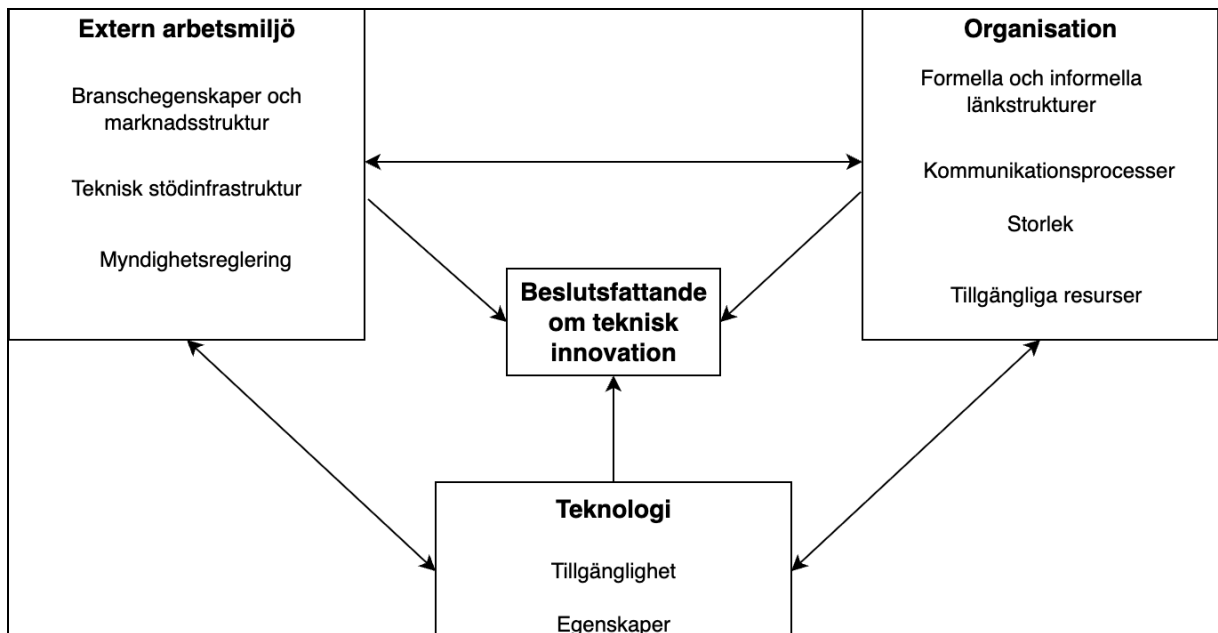 Extern arbetsmiljö
Branschegenskaper och
marknadsstruktur
Teknisk stödinfrastruktur
Myndighetsreglering
Organisation
Formella och informella
länkstrukturer
Kommunikationsprocesser
Storlek
Tillgängliga resurser
Beslutsfattande
om teknisk
innovation
Teknologi
Tillgänglighet
Egenskaper